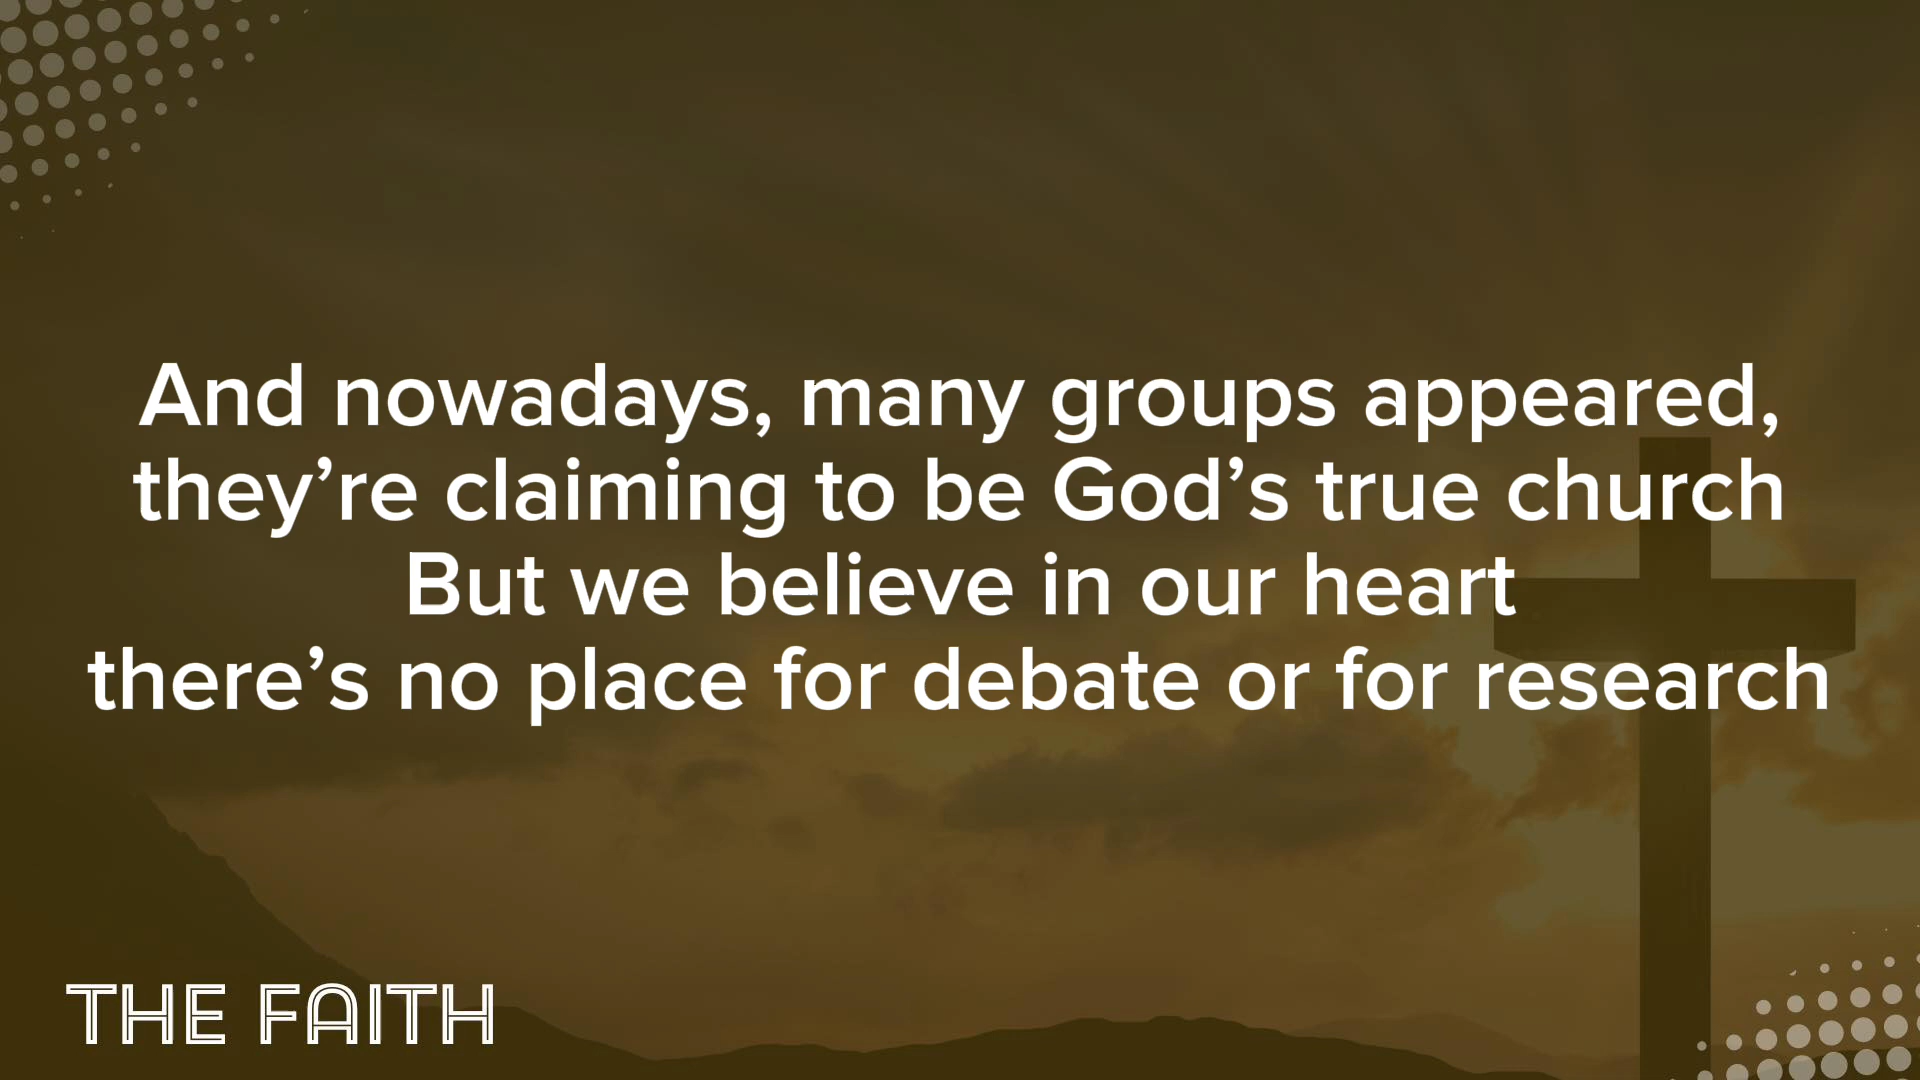 And nowadays, many groups appeared,
they’re claiming to be God’s true church
But we believe in our heart
there’s no place for debate or for research
THE FAITH